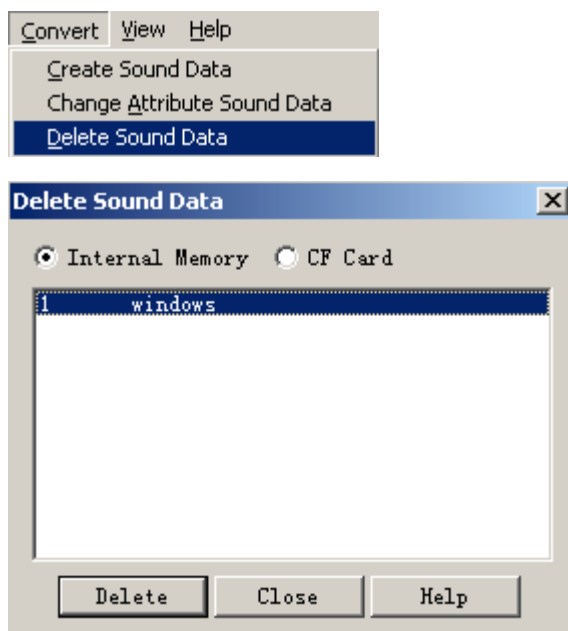 Convert View Help
Create Sound Data
Change Attribute Sound Data
Delete Sound Data
Delete Sound Data
Internal Memory CF Card
1 windows
Delete Close Help